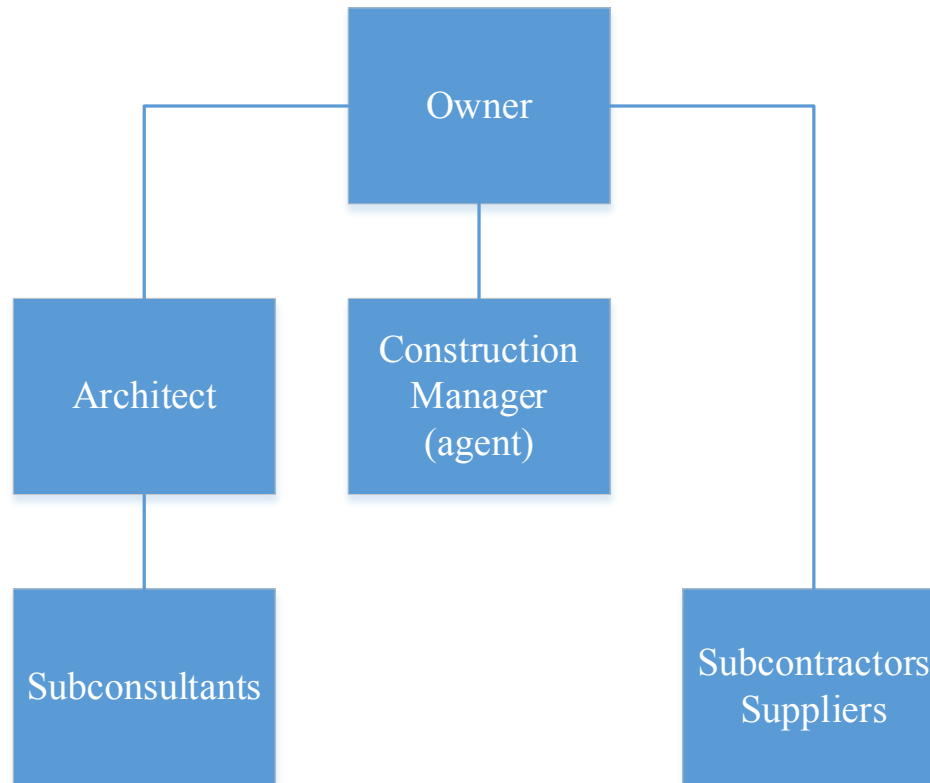 Owner
Architect
Construction
Manager
(agent)
Subconsultants
Subcontractors
Suppliers